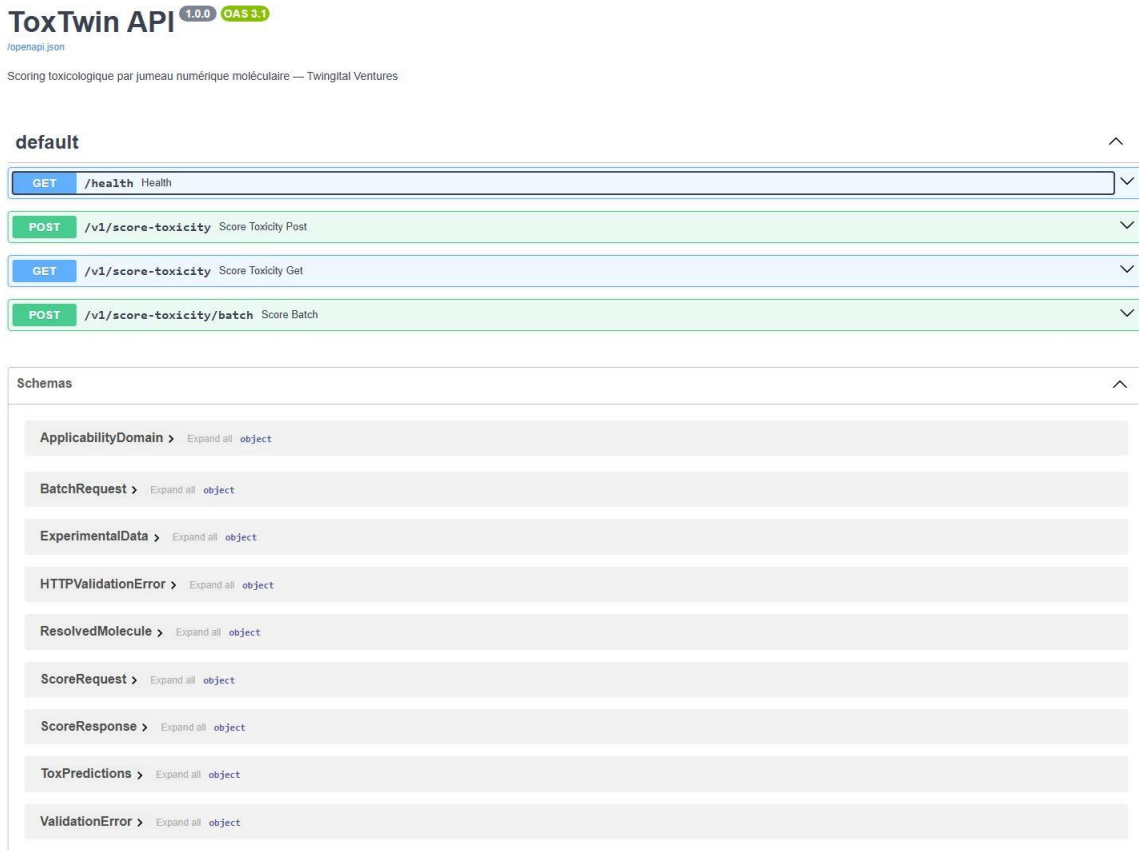 ToxTwin API 1.0.0 OAS 3.1
/openapi.json
Scoring toxicologique par jumeau numérique moléculaire — Twingital Ventures
default
GET /health Health
POST /v1/score-toxicity Score Toxicity Post
GET /v1/score-toxicity Score Toxicity Get
POST /v1/score-toxicity/batch Score Batch
Schemas
ApplicabilityDomain Expand all object
BatchRequest Expand all object
ExperimentalData Expand all object
HTTPValidationError Expand all object
ResolvedMolecule Expand all object
ScoreRequest Expand all object
ScoreResponse Expand all object
ToxPredictions Expand all object
ValidationError Expand all object